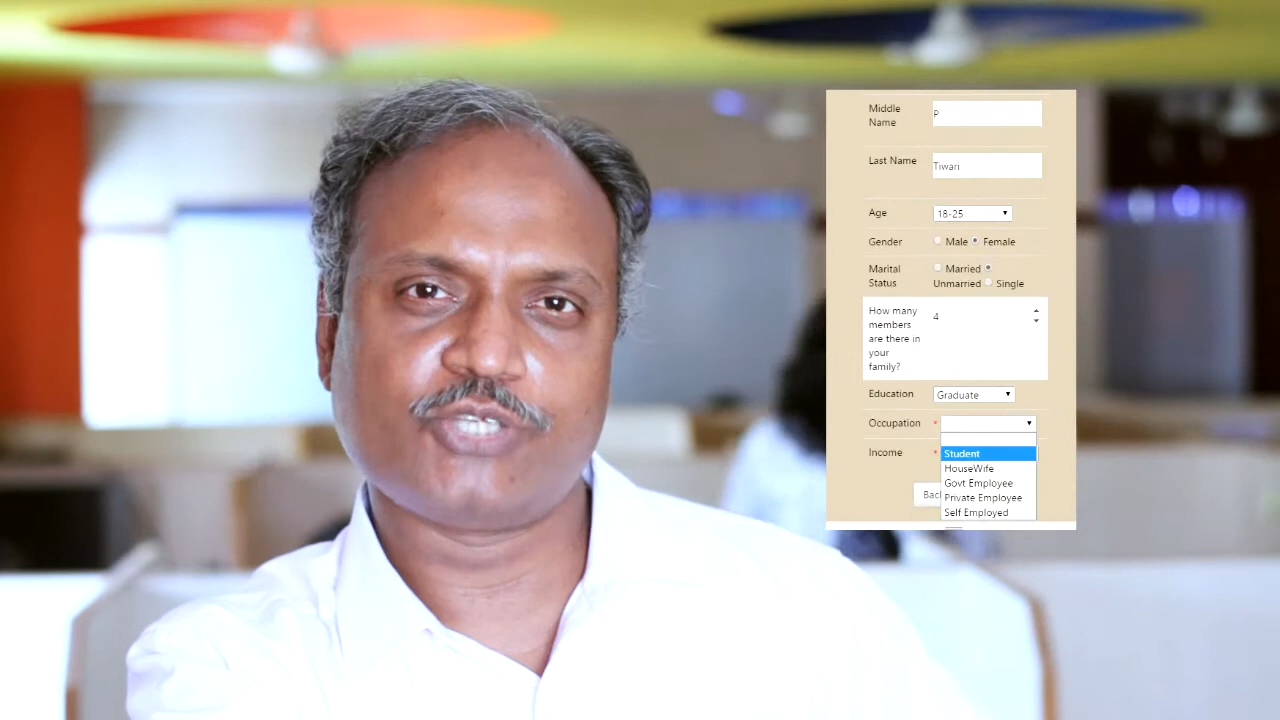 Middle
Name
P
Last Name
Tiwari
Age
18-25
Gender
Male Female
Marital
Status
Married
Unmarried Single
How many
members
are there in
your
family?
4
Education
Graduate
Occupation *
Income *
Student
HouseWife
Govt Employee
Private Employee
Self Employed